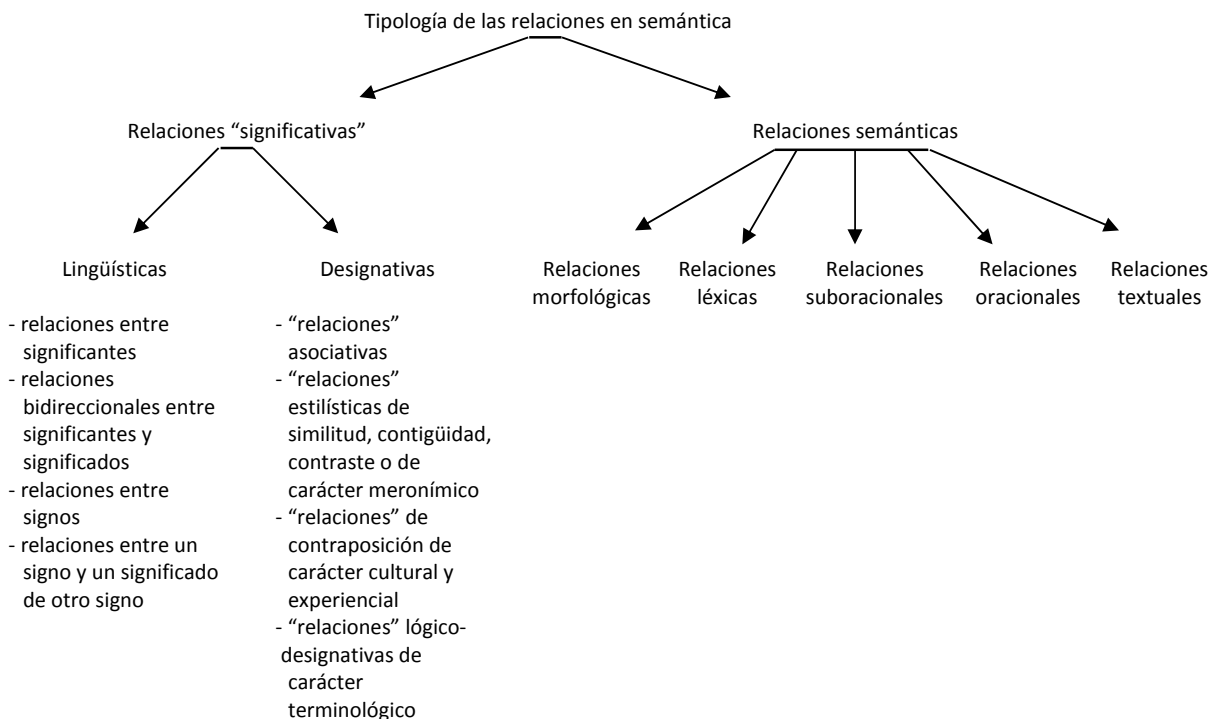 Tipología de las relaciones en semántica
Relaciones “significativas”
Relaciones semánticas
Lingüísticas
- relaciones entre
significantes
- relaciones
bidireccionales entre
significantes y
significados
- relaciones entre
signos
- relaciones entre un
signo y un significado
de otro signo
Designativas
- “relaciones”
asociativas
- “relaciones”
estilísticas de
similitud, contigüidad,
contraste o de
carácter meronímico
- “relaciones” de
contraposición de
carácter cultural y
experiencial
- “relaciones” lógico-
designativas de
carácter
terminológico
Relaciones
morfológicas
Relaciones
léxicas
Relaciones
suboracionales
Relaciones
oracionales
Relaciones
textuales